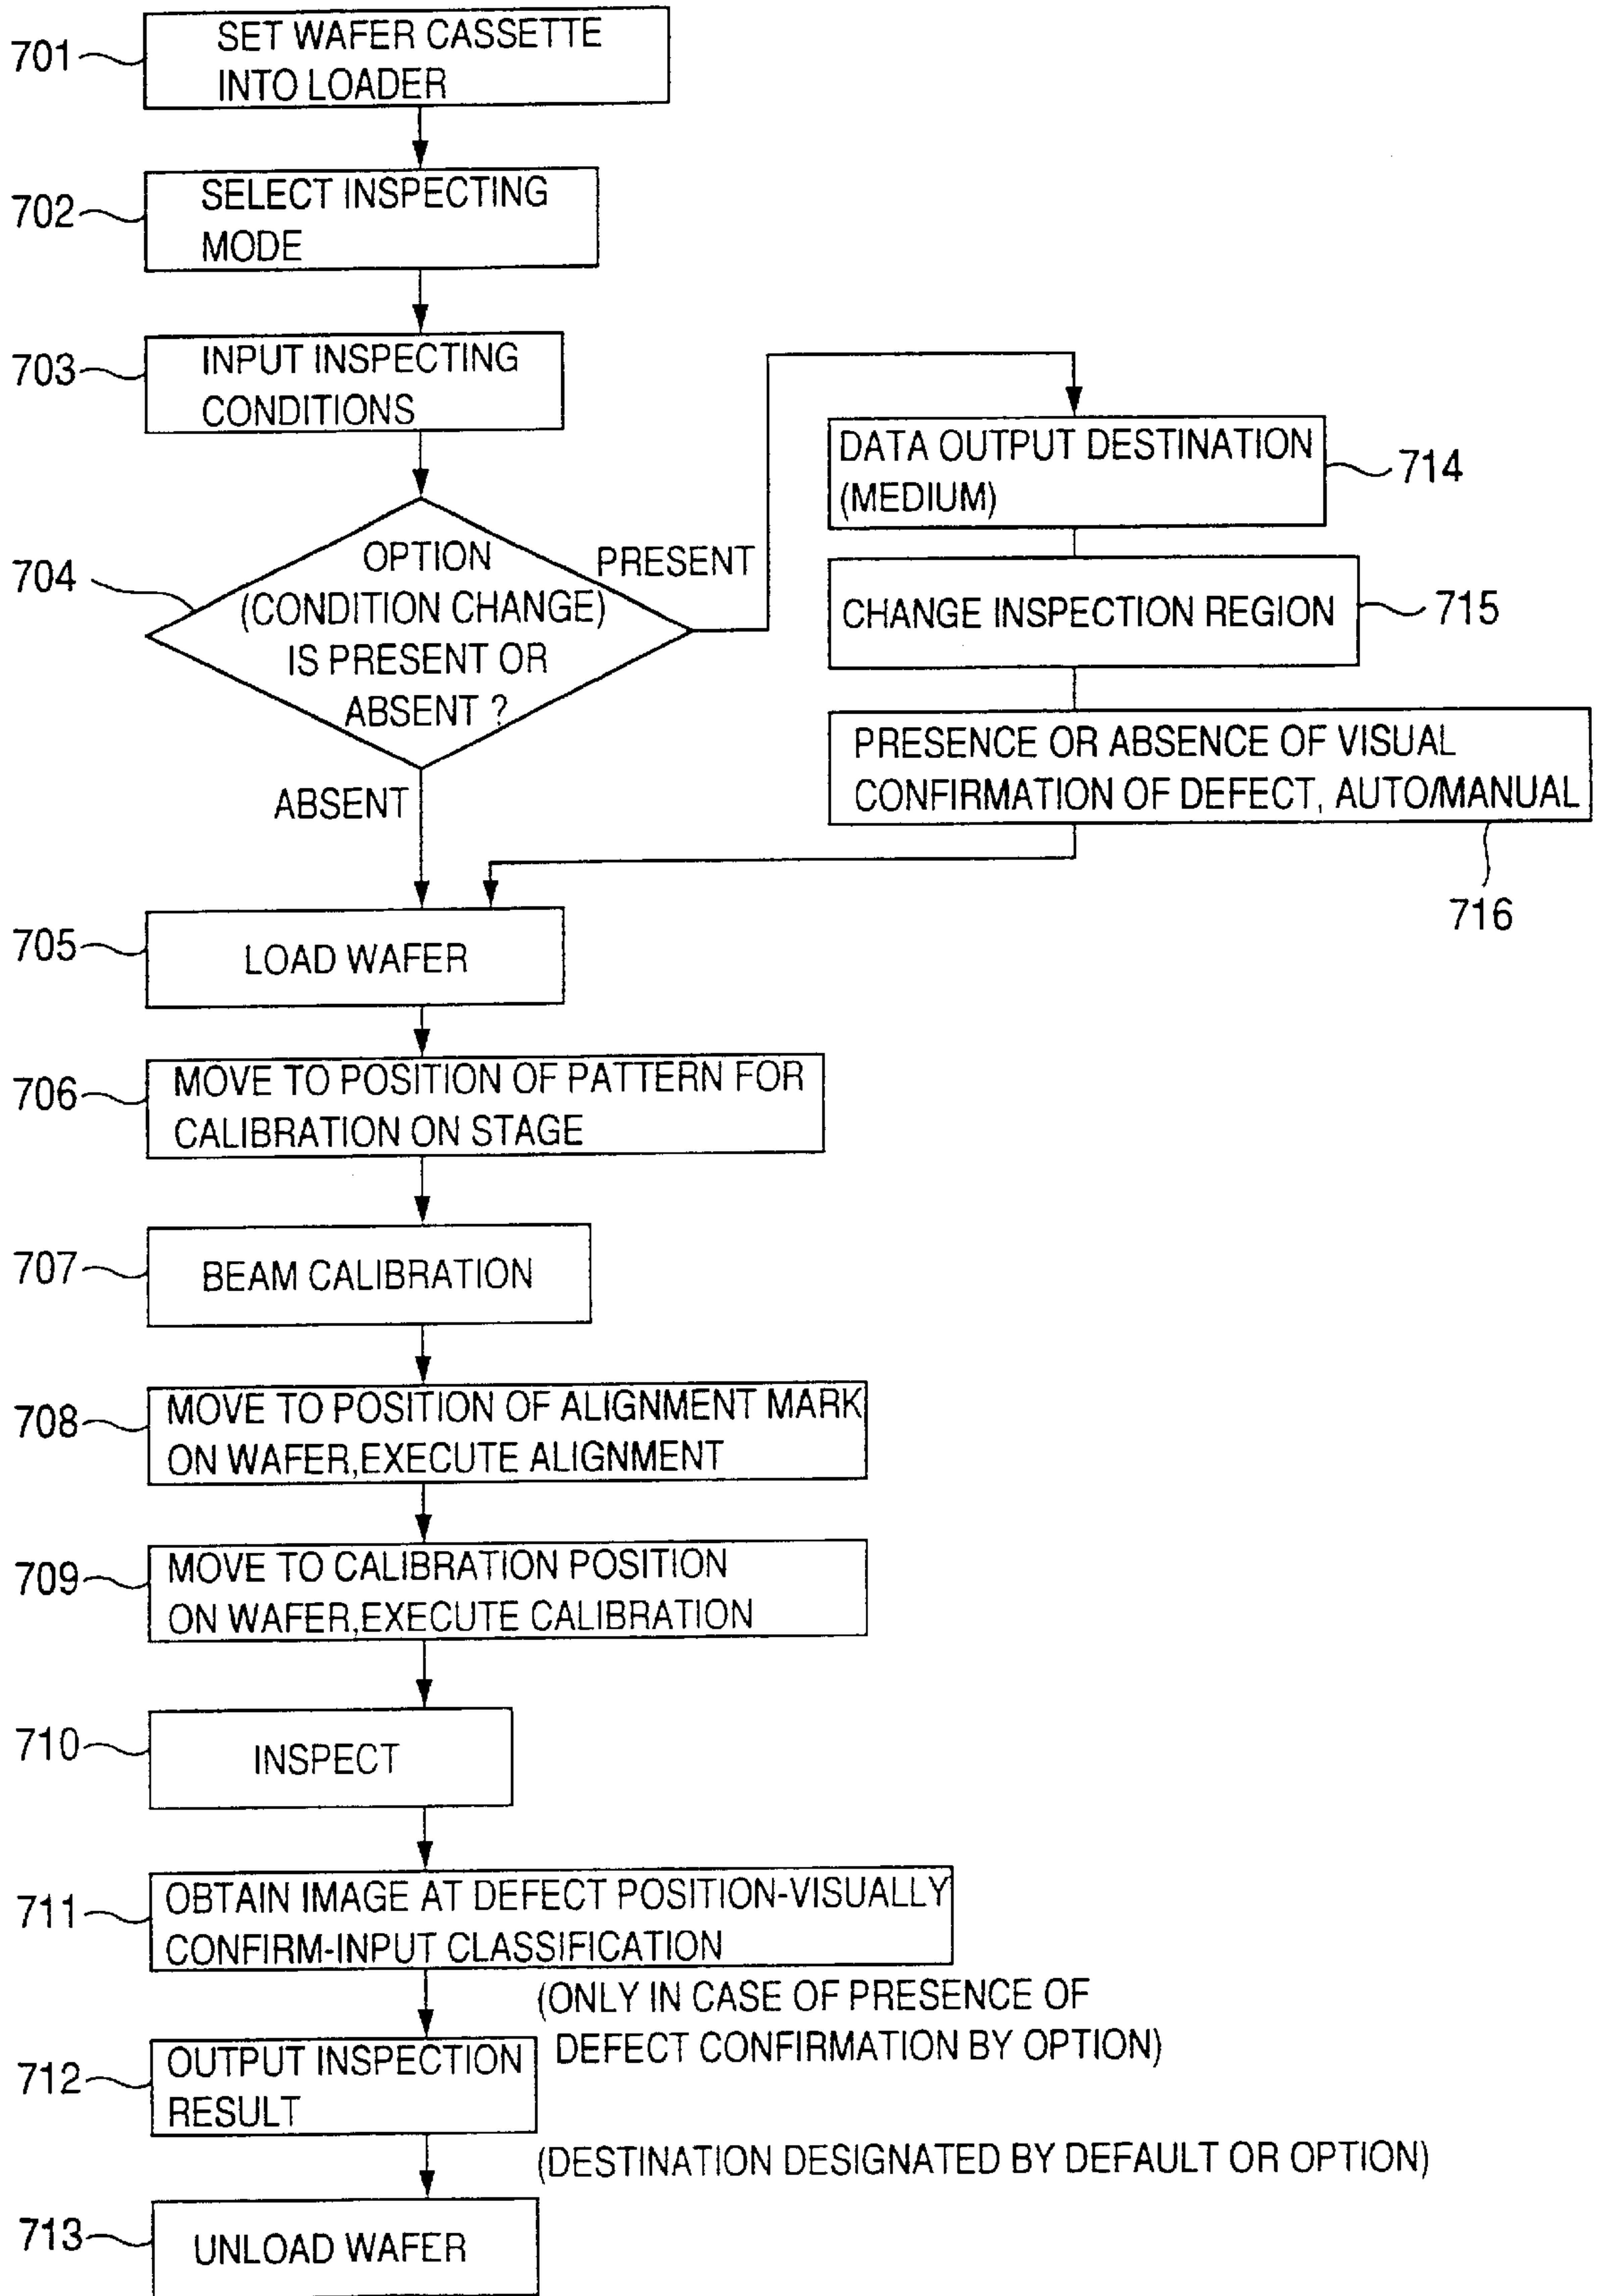 701
SET WAFER CASSETTE
INTO LOADER
702
SELECT INSPECTING
MODE
703
INPUT INSPECTING
CONDITIONS
704
OPTION
(CONDITION CHANGE)
IS PRESENT OR
ABSENT ?
PRESENT
ABSENT
DATA OUTPUT DESTINATION
(MEDIUM)
714
CHANGE INSPECTION REGION
715
PRESENCE OR ABSENCE OF VISUAL
CONFIRMATION OF DEFECT, AUTO/MANUAL
716
705
LOAD WAFER
706
MOVE TO POSITION OF PATTERN FOR
CALIBRATION ON STAGE
707
BEAM CALIBRATION
708
MOVE TO POSITION OF ALIGNMENT MARK
ON WAFER,EXECUTE ALIGNMENT
709
MOVE TO CALIBRATION POSITION
ON WAFER,EXECUTE CALIBRATION
710
INSPECT
711
OBTAIN IMAGE AT DEFECT POSITION-VISUALLY
CONFIRM-INPUT CLASSIFICATION
(ONLY IN CASE OF PRESENCE OF
DEFECT CONFIRMATION BY OPTION)
712
OUTPUT INSPECTION
RESULT
(DESTINATION DESIGNATED BY DEFAULT OR OPTION)
713
UNLOAD WAFER